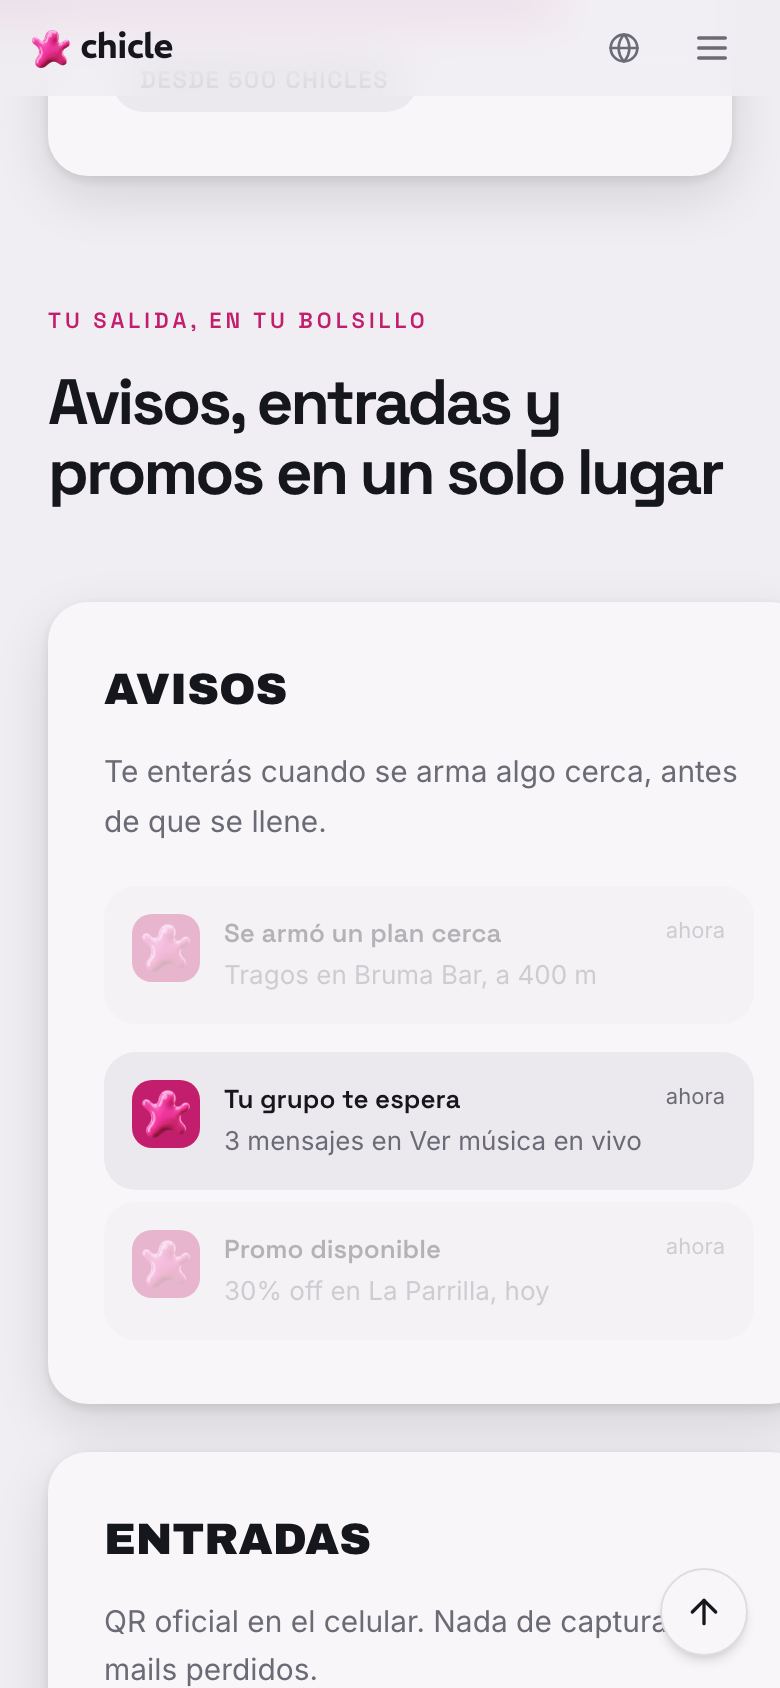 chicle
DESDE 500 CHICLES
TU SALIDA, EN TU BOLSILLO
Avisos, entradas y
promos en un solo lugar
AVISOS
Te enterás cuando se arma algo cerca, antes
de que se llene.
Se armó un plan cerca
ahora
Tragos en Bruma Bar, a 400 m
Tu grupo te espera
ahora
3 mensajes en Ver música en vivo
Promo disponible
ahora
30% off en La Parrilla, hoy
ENTRADAS
QR oficial en el celular. Nada de
mails perdidos.